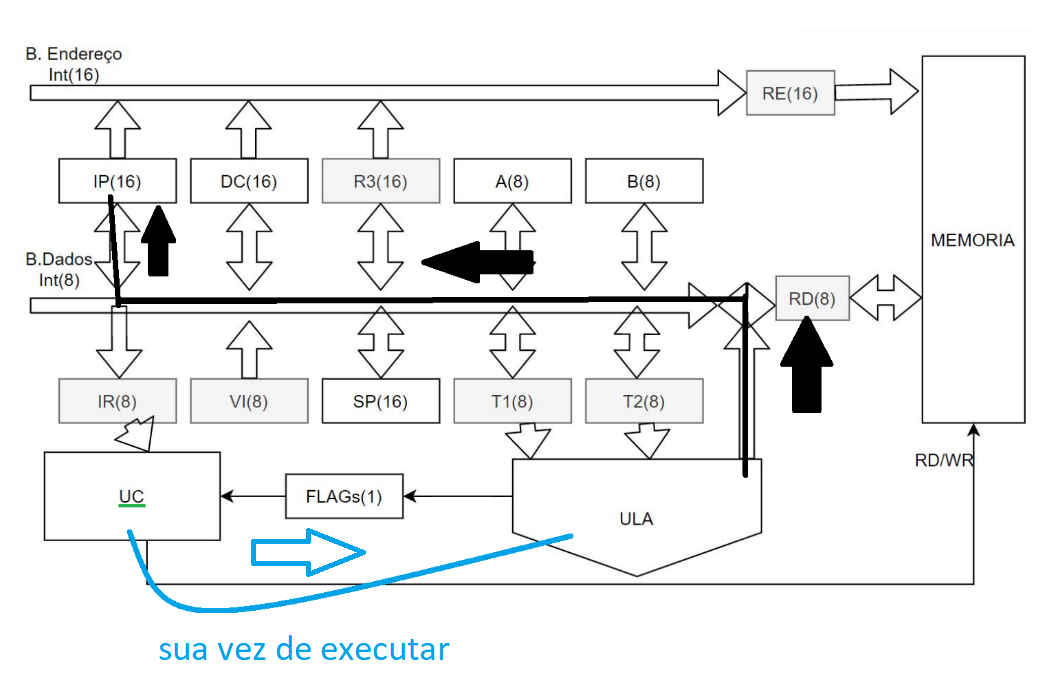 B. Endereço
Int(16)
RE(16)
IP(16)
DC(16)
R3(16)
A(8)
B(8)
MEMORIA
B.Dados
Int(8)
RD(8)
IR(8)
VI(8)
SP(16)
T1(8)
T2(8)
RD/WR
UC
FLAGs(1)
ULA
sua vez de executar